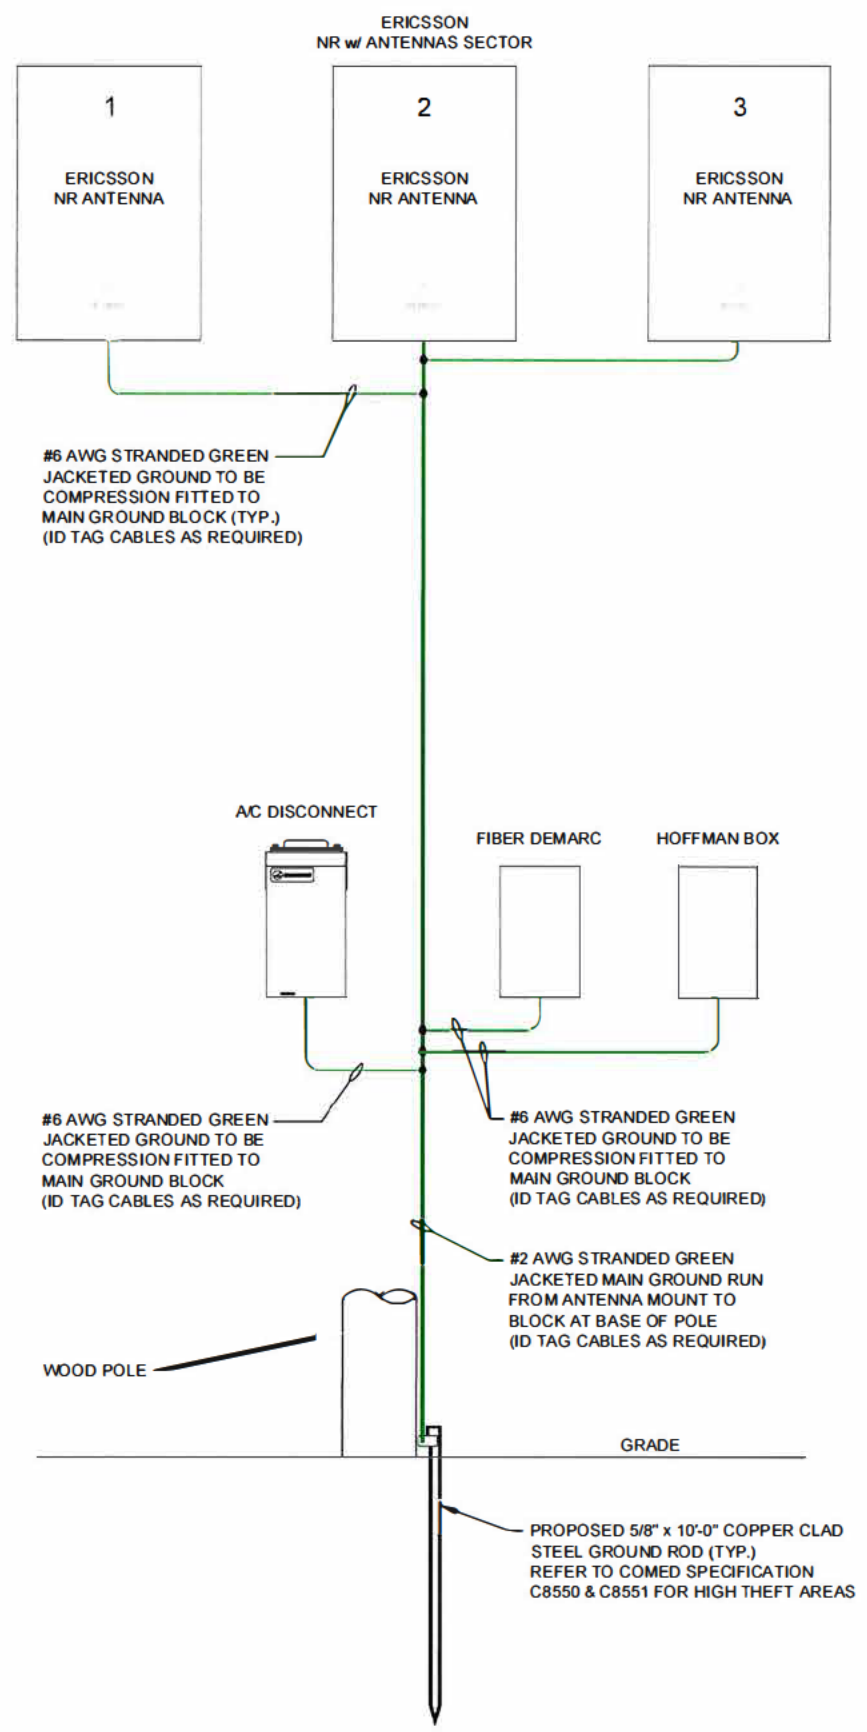 ERICSSON
NR w/ ANTENNAS SECTOR
1
ERICSSON
NR ANTENNA
2
ERICSSON
NR ANTENNA
3
ERICSSON
NR ANTENNA
#6 AWG STRANDED GREEN
JACKETED GROUND TO BE
COMPRESSION FITTED TO
MAIN GROUND BLOCK (TYP.)
(ID TAG CABLES AS REQUIRED)
A/C DISCONNECT
FIBER DEMARC
HOFFMAN BOX
#6 AWG STRANDED GREEN
JACKETED GROUND TO BE
COMPRESSION FITTED TO
MAIN GROUND BLOCK
(ID TAG CABLES AS REQUIRED)
#6 AWG STRANDED GREEN
JACKETED GROUND TO BE
COMPRESSION FITTED TO
MAIN GROUND BLOCK
(ID TAG CABLES AS REQUIRED)
#2 AWG STRANDED GREEN
JACKETED MAIN GROUND RUN
FROM ANTENNA MOUNT TO
BLOCK AT BASE OF POLE
(ID TAG CABLES AS REQUIRED)
WOOD POLE
GRADE
PROPOSED 5/8" x 10'-0" COPPER CLAD
STEEL GROUND ROD (TYP.)
REFER TO COMED SPECIFICATION
C8550 & C8551 FOR HIGH THEFT AREAS